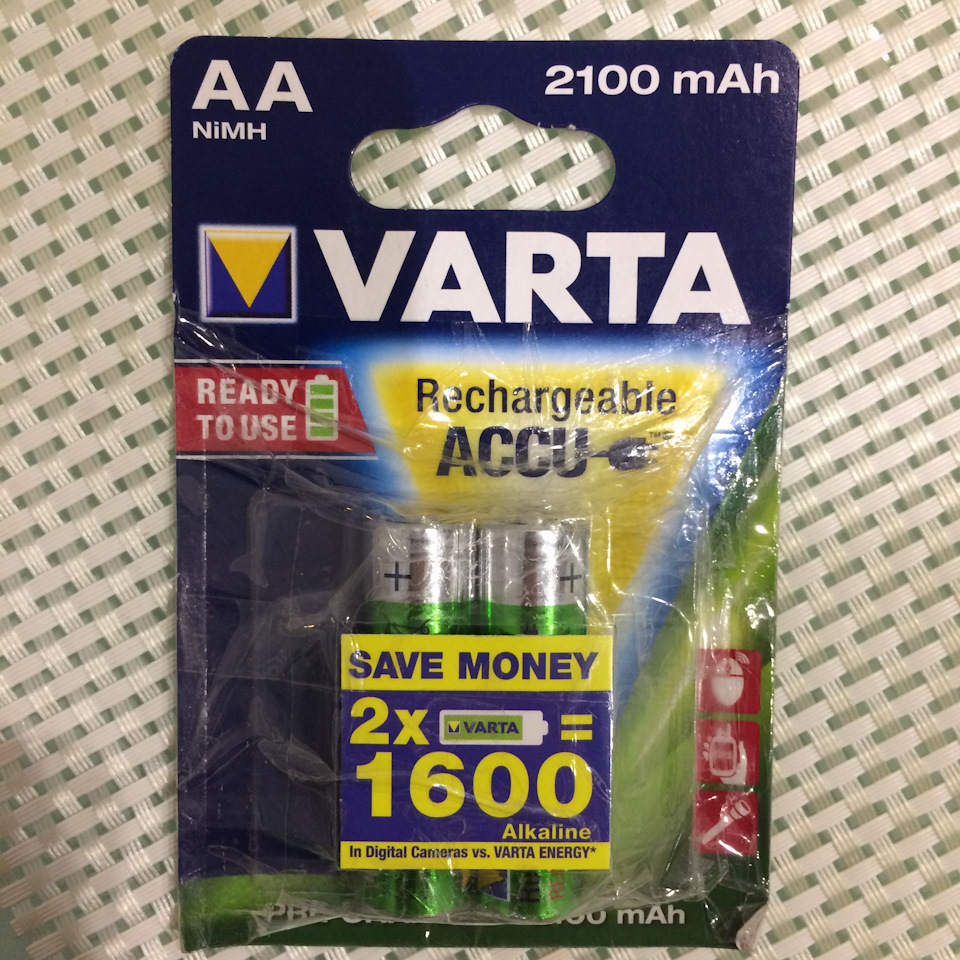 AA
2100 mAh
NiMH
VARTA
READY
TO USE
Rechargeable
ACCU
+ +
SAVE MONEY
2x VARTA =
1600
Alkaline
In Digital Cameras vs. VARTA ENERGY*
mAh